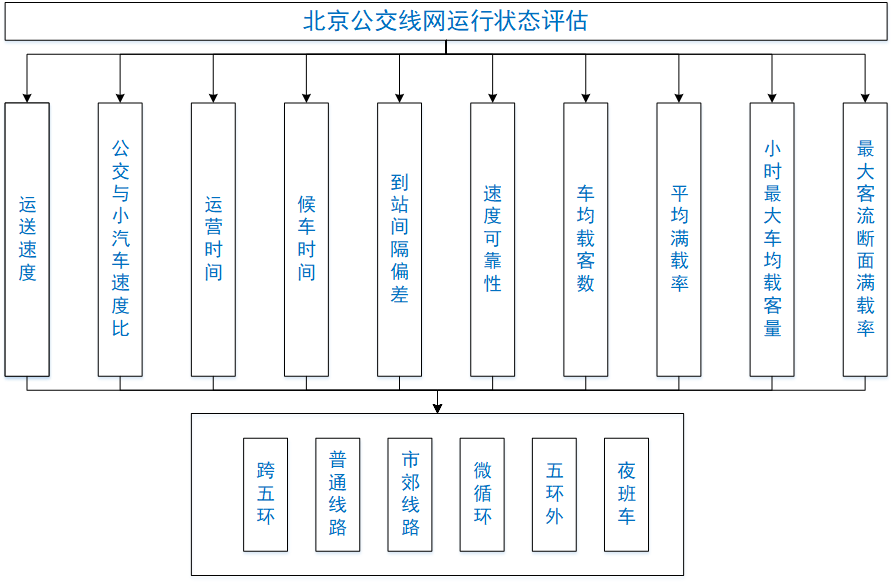 北京公交线网运行状态评估
运送速度
公交与小汽车速度比
运营时间
候车时间
到站间隔偏差
速度可靠性
车均载客数
平均满载率
小时最大车均载客量
最大客流断面满载率
跨五环
普通线路
市郊线路
微循环
五环外
夜班车